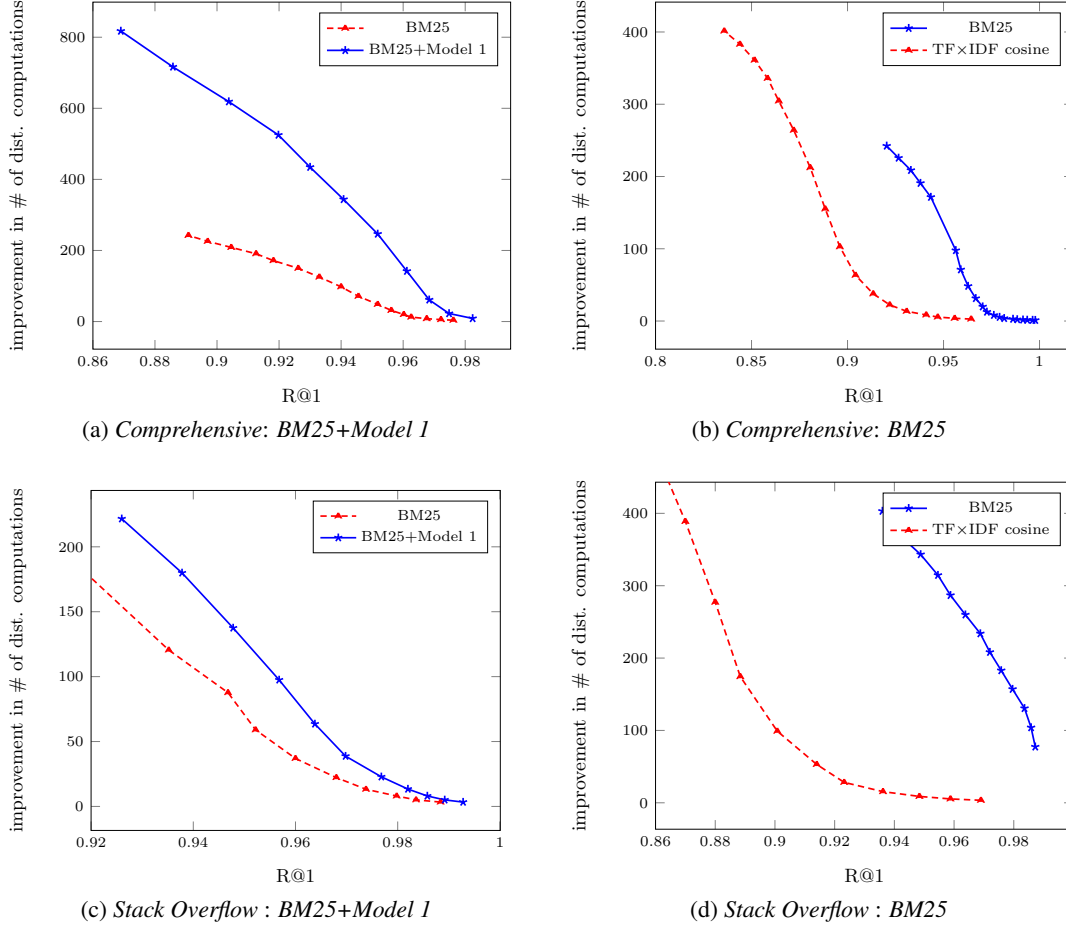 improvement in # of dist. computations
800
600
400
200
0
0.86 0.88 0.9 0.92 0.94 0.96 0.98
R@1
BM25
BM25+Model 1
(a) Comprehensive: BM25+Model 1
improvement in # of dist. computations
400
300
200
100
0
0.8 0.85 0.9 0.95 1
R@1
BM25
TF×IDF cosine
(b) Comprehensive: BM25
improvement in # of dist. computations
200
150
100
50
0
0.92 0.94 0.96 0.98 1
R@1
BM25
BM25+Model 1
(c) Stack Overflow : BM25+Model 1
improvement in # of dist. computations
400
300
200
100
0
0.86 0.88 0.9 0.92 0.94 0.96 0.98
R@1
BM25
TF×IDF cosine
(d) Stack Overflow : BM25